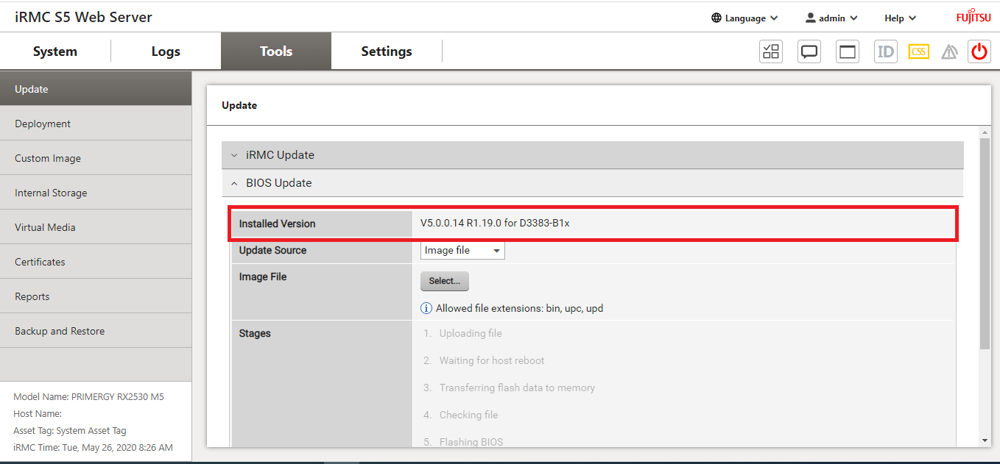 iRMC S5 Web Server
Language
admin
Help
FUJITSU
System
Logs
Tools
Settings
ID
CSS
Update
Deployment
Custom Image
Internal Storage
Virtual Media
Certificates
Reports
Backup and Restore
Model Name: PRIMERGY RX2530 M5
Host Name:
Asset Tag: System Asset Tag
iRMC Time: Tue, May 26, 2020 8:26 AM
Update
iRMC Update
BIOS Update
Installed Version V5.0.0.14 R1.19.0 for D3383-B1x
Update Source Image file
Image File Select...
Allowed file extensions: bin, upc, upd
Stages 1. Uploading file
2. Waiting for host reboot
3. Transferring flash data to memory
4. Checking file
5. Flashing BIOS